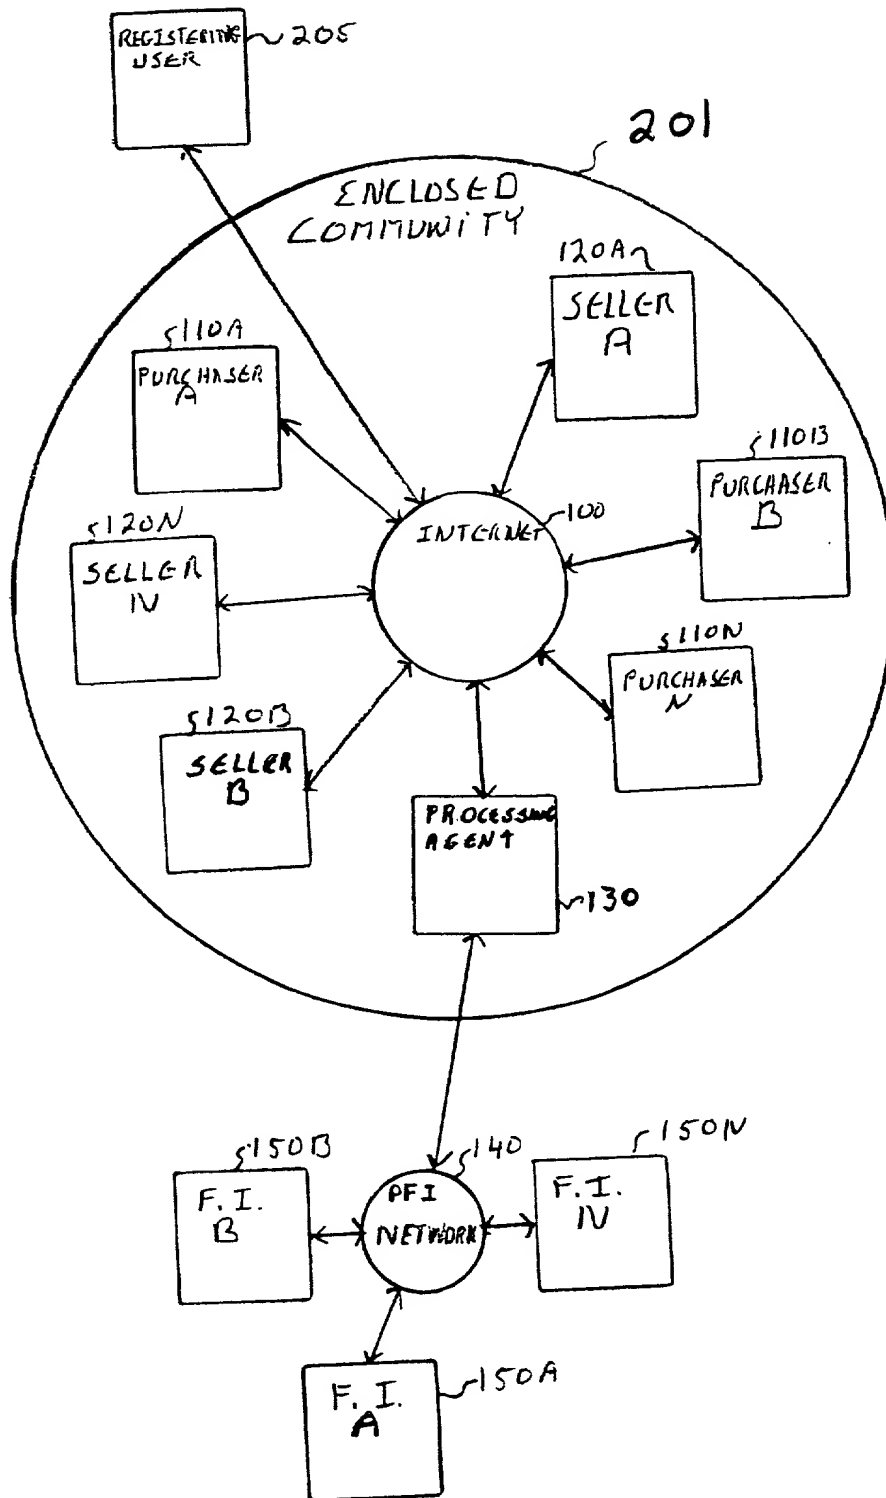 REGISTERING
USER
205
201
ENCLOSED
COMMUNITY
120A
SELLER
A
110A
PURCHASER
A
110B
PURCHASER
B
INTERNET
100
120N
SELLER
N
110N
PURCHASER
N
120B
SELLER
B
PROCESSING
AGENT
130
150B
F. I.
B
140
PFI
NETWORK
150N
F. I.
N
150A
F. I.
A